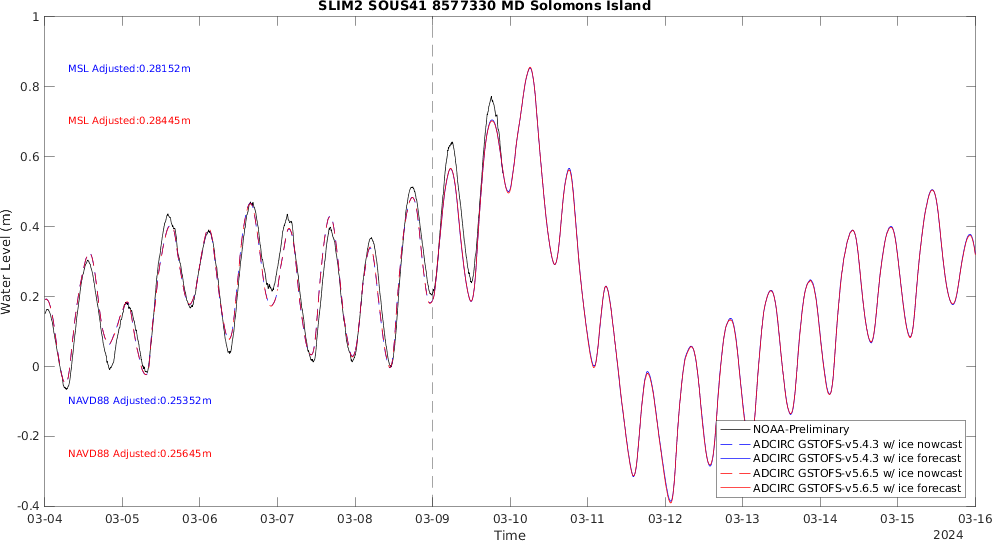 SLIM2 SOUS41 8577330 MD Solomons Island
1
0.8
0.6
0.4
0.2
0
-0.2
-0.4
Water Level (m)
MSL Adjusted:0.28152m
MSL Adjusted:0.28445m
NAVD88 Adjusted:0.25352m
NAVD88 Adjusted:0.25645m
NOAA-Preliminary
ADCIRC GSTOFS-v5.4.3 w/ ice nowcast
ADCIRC GSTOFS-v5.4.3 w/ ice forecast
ADCIRC GSTOFS-v5.6.5 w/ ice nowcast
ADCIRC GSTOFS-v5.6.5 w/ ice forecast
03-04 03-05 03-06 03-07 03-08 03-09 03-10 03-11 03-12 03-13 03-14 03-15 03-16
Time
2024